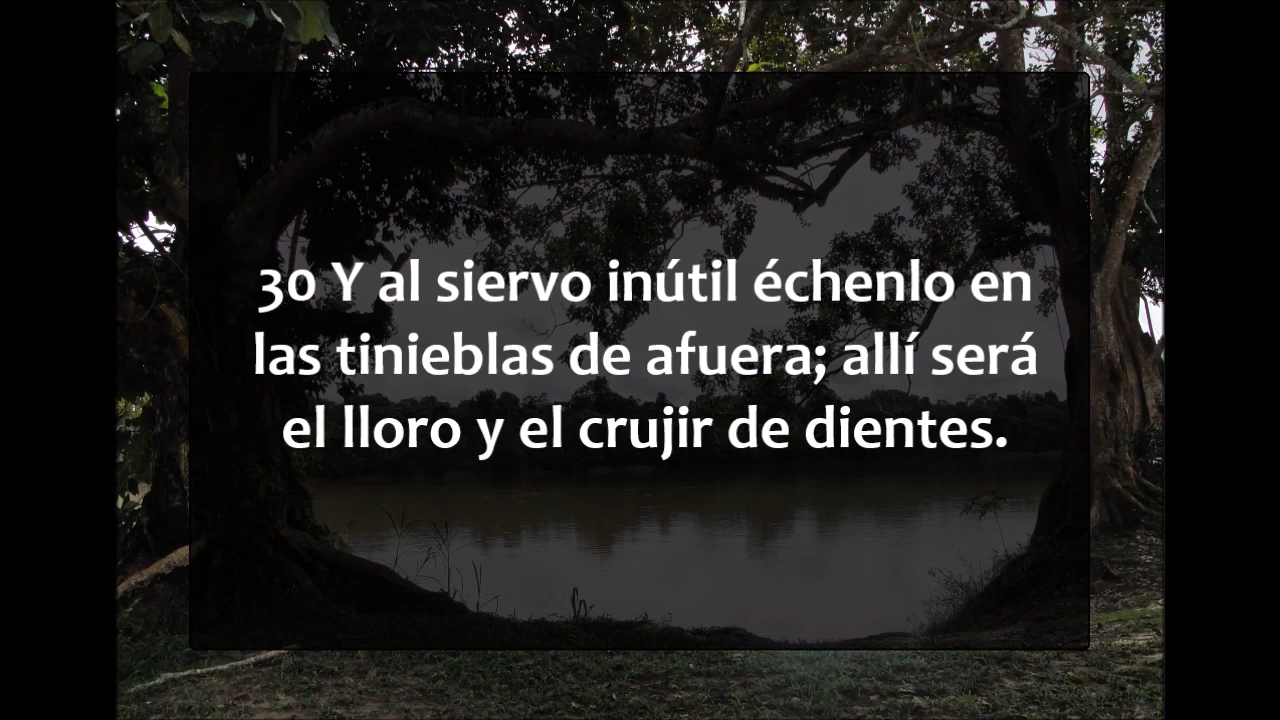 30 Y al siervo inútil échenlo en
las tinieblas de afuera; allí será
el lloro y el crujir de dientes.